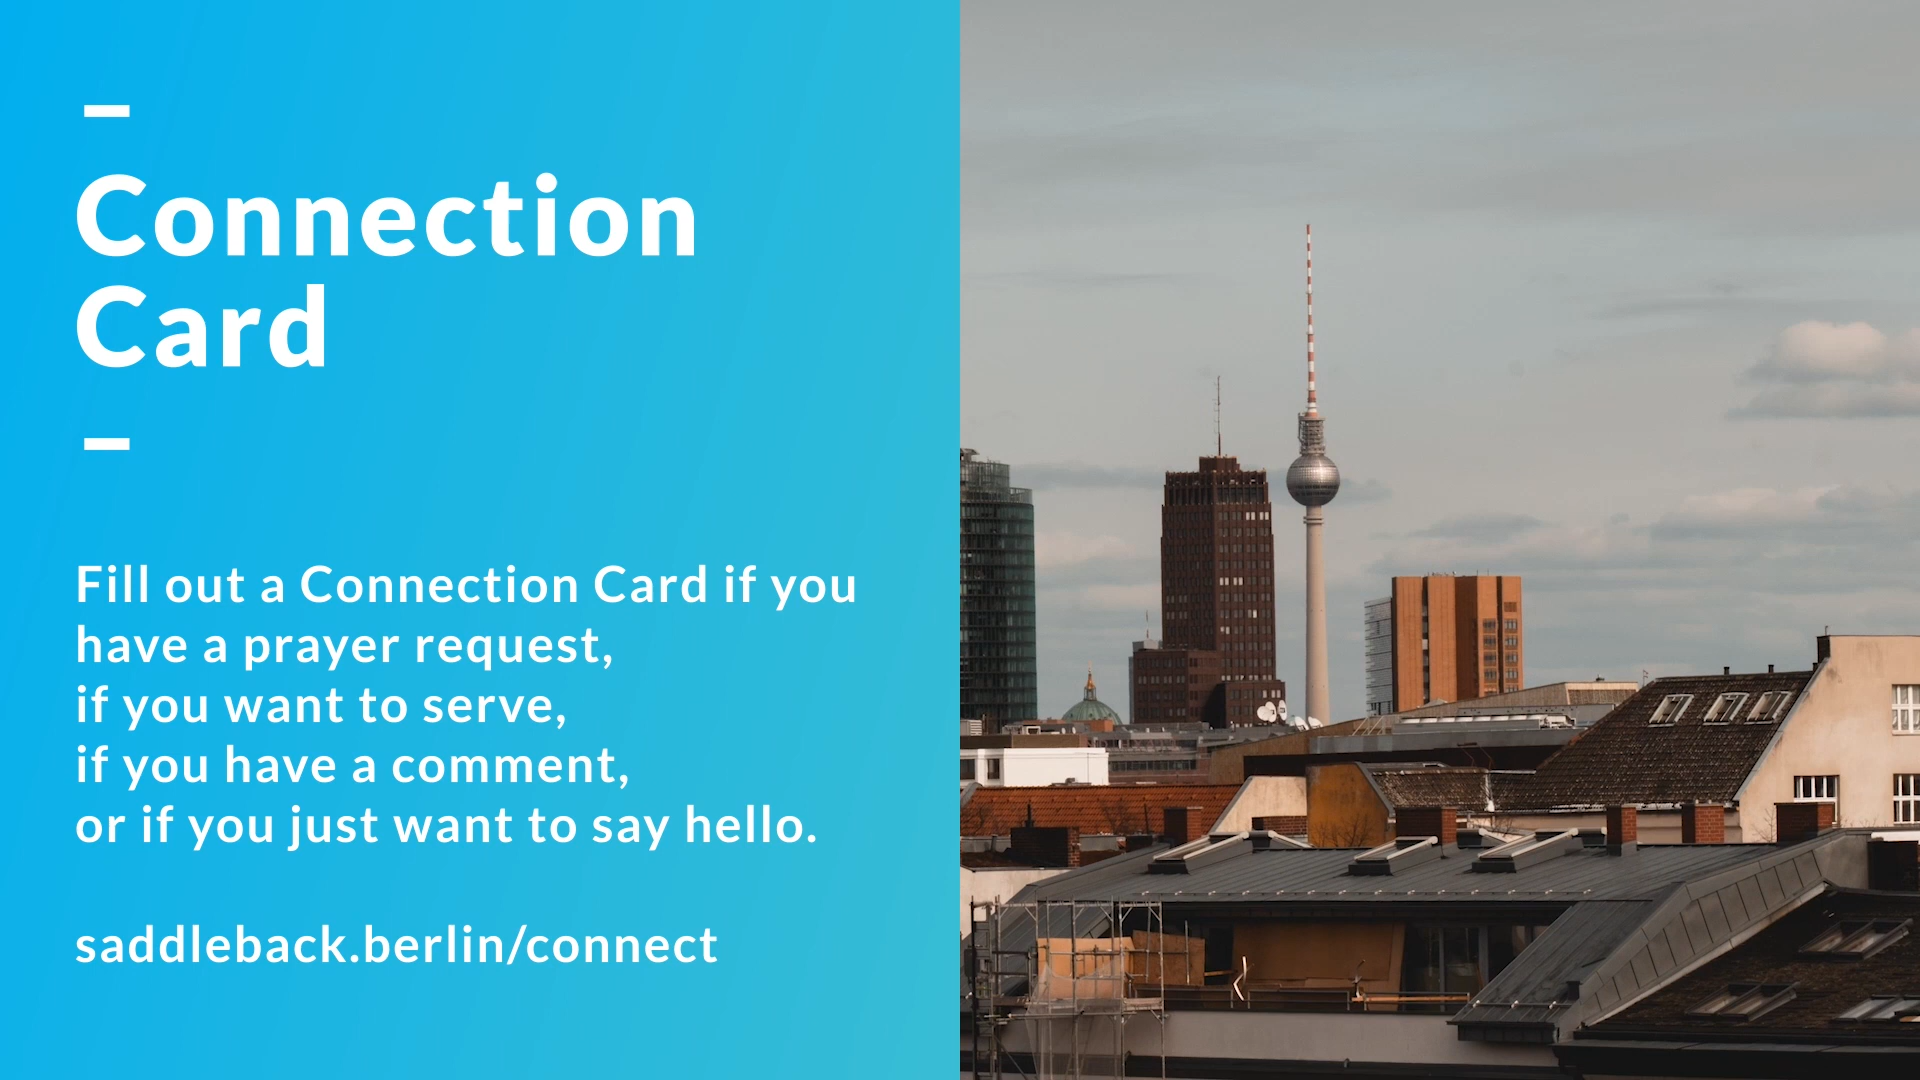 Connection
Card
Fill out a Connection Card if you
have a prayer request,
if you want to serve,
if you have a comment,
or if you just want to say hello.
saddleback.berlin/connect